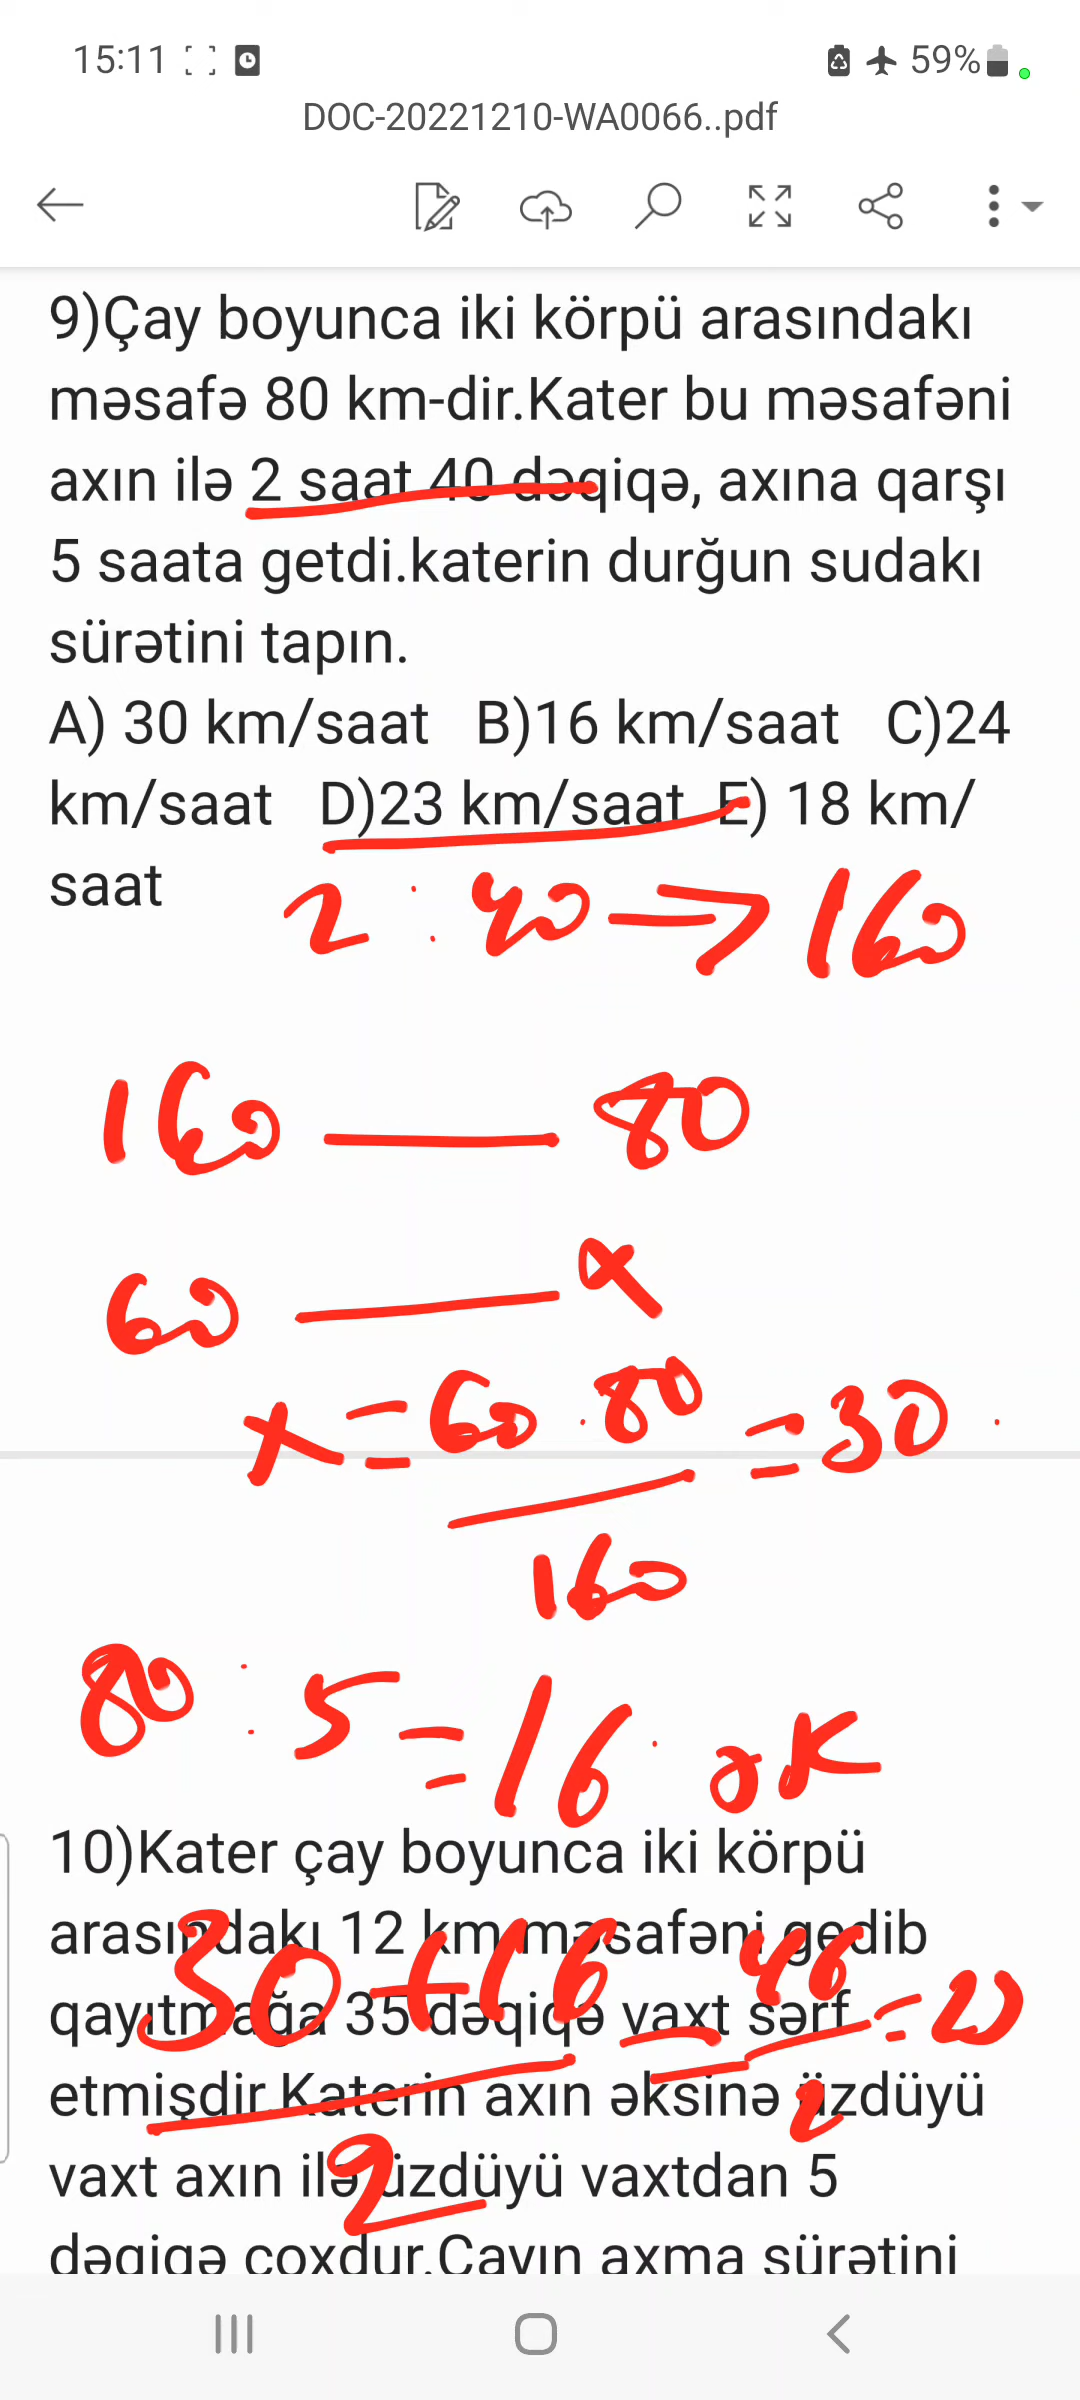 15:11
59%
DOC-20221210-WA0066..pdf
9)Çay boyunca iki körpü arasındakı
məsafə 80 km-dir.Kater bu məsafəni
axın ilə 2 saat 40 dəqiqə, axına qarşı
5 saata getdi.katerin durğun sudakı
sürətini tapın.
A) 30 km/saat B)16 km/saat C)24
km/saat D)23 km/saat E) 18 km/
saat
2 : 40 ⇒ 160
160 — 80
60 — x
x = 60 . 80 = 30
160
80 : 5 = 16 əK
10)Kater çay boyunca iki körpü
arasındakı 12 km məsafəni gedib
30+16 = 46 = 23
qayıtmağa 35 dəqiqə vaxt sərf
etmişdir.Katerin axın əksinə üzdüyü
2 2
vaxt axın ilə üzdüyü vaxtdan 5
dəqiqə çoxdur.Çayın axma sürətini